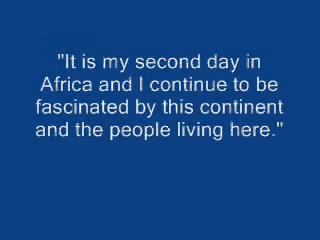 "It is my second day in
Africa and I continue to be
fascinated by this continent
and the people living here."